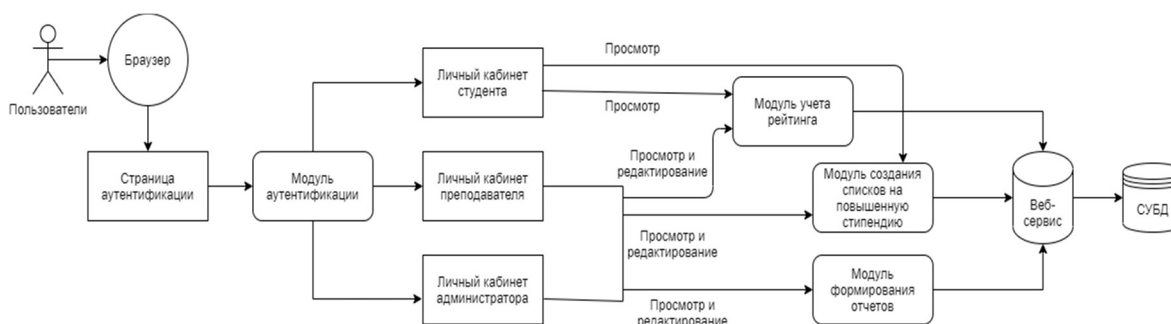 Пользователи
Браузер
Страница
аутентификации
Модуль
аутентификации
Личный кабинет
студента
Личный кабинет
преподавателя
Личный кабинет
администратора
Просмотр
Просмотр
Просмотр и
редактирование
Просмотр и
редактирование
Просмотр и
редактирование
Модуль учета
рейтинга
Модуль создания
списков на
повышенную
стипендию
Модуль
формирования
отчетов
Веб-
сервис
СУБД